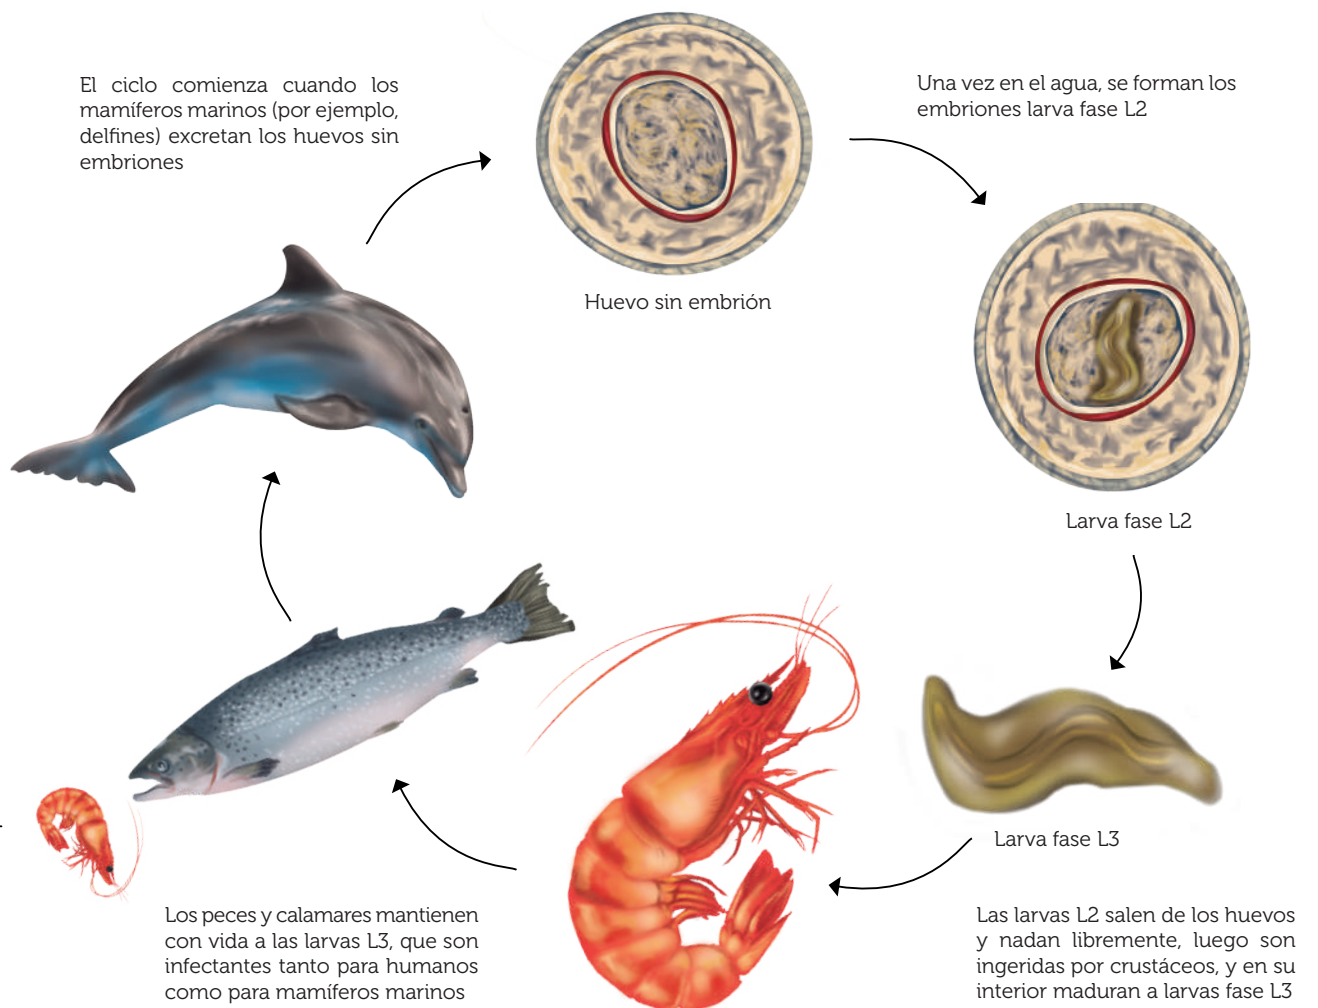 El ciclo comienza cuando los
mamíferos marinos (por ejemplo,
delfines) excretan los huevos sin
embriones
Huevo sin embrión
Una vez en el agua, se forman los
embriones larva fase L2
Larva fase L2
Larva fase L3
Las larvas L2 salen de los huevos
y nadan libremente, luego son
ingeridas por crustáceos, y en su
interior maduran a larvas fase L3
Los peces y calamares mantienen
con vida a las larvas L3, que son
infectantes tanto para humanos
como para mamíferos marinos